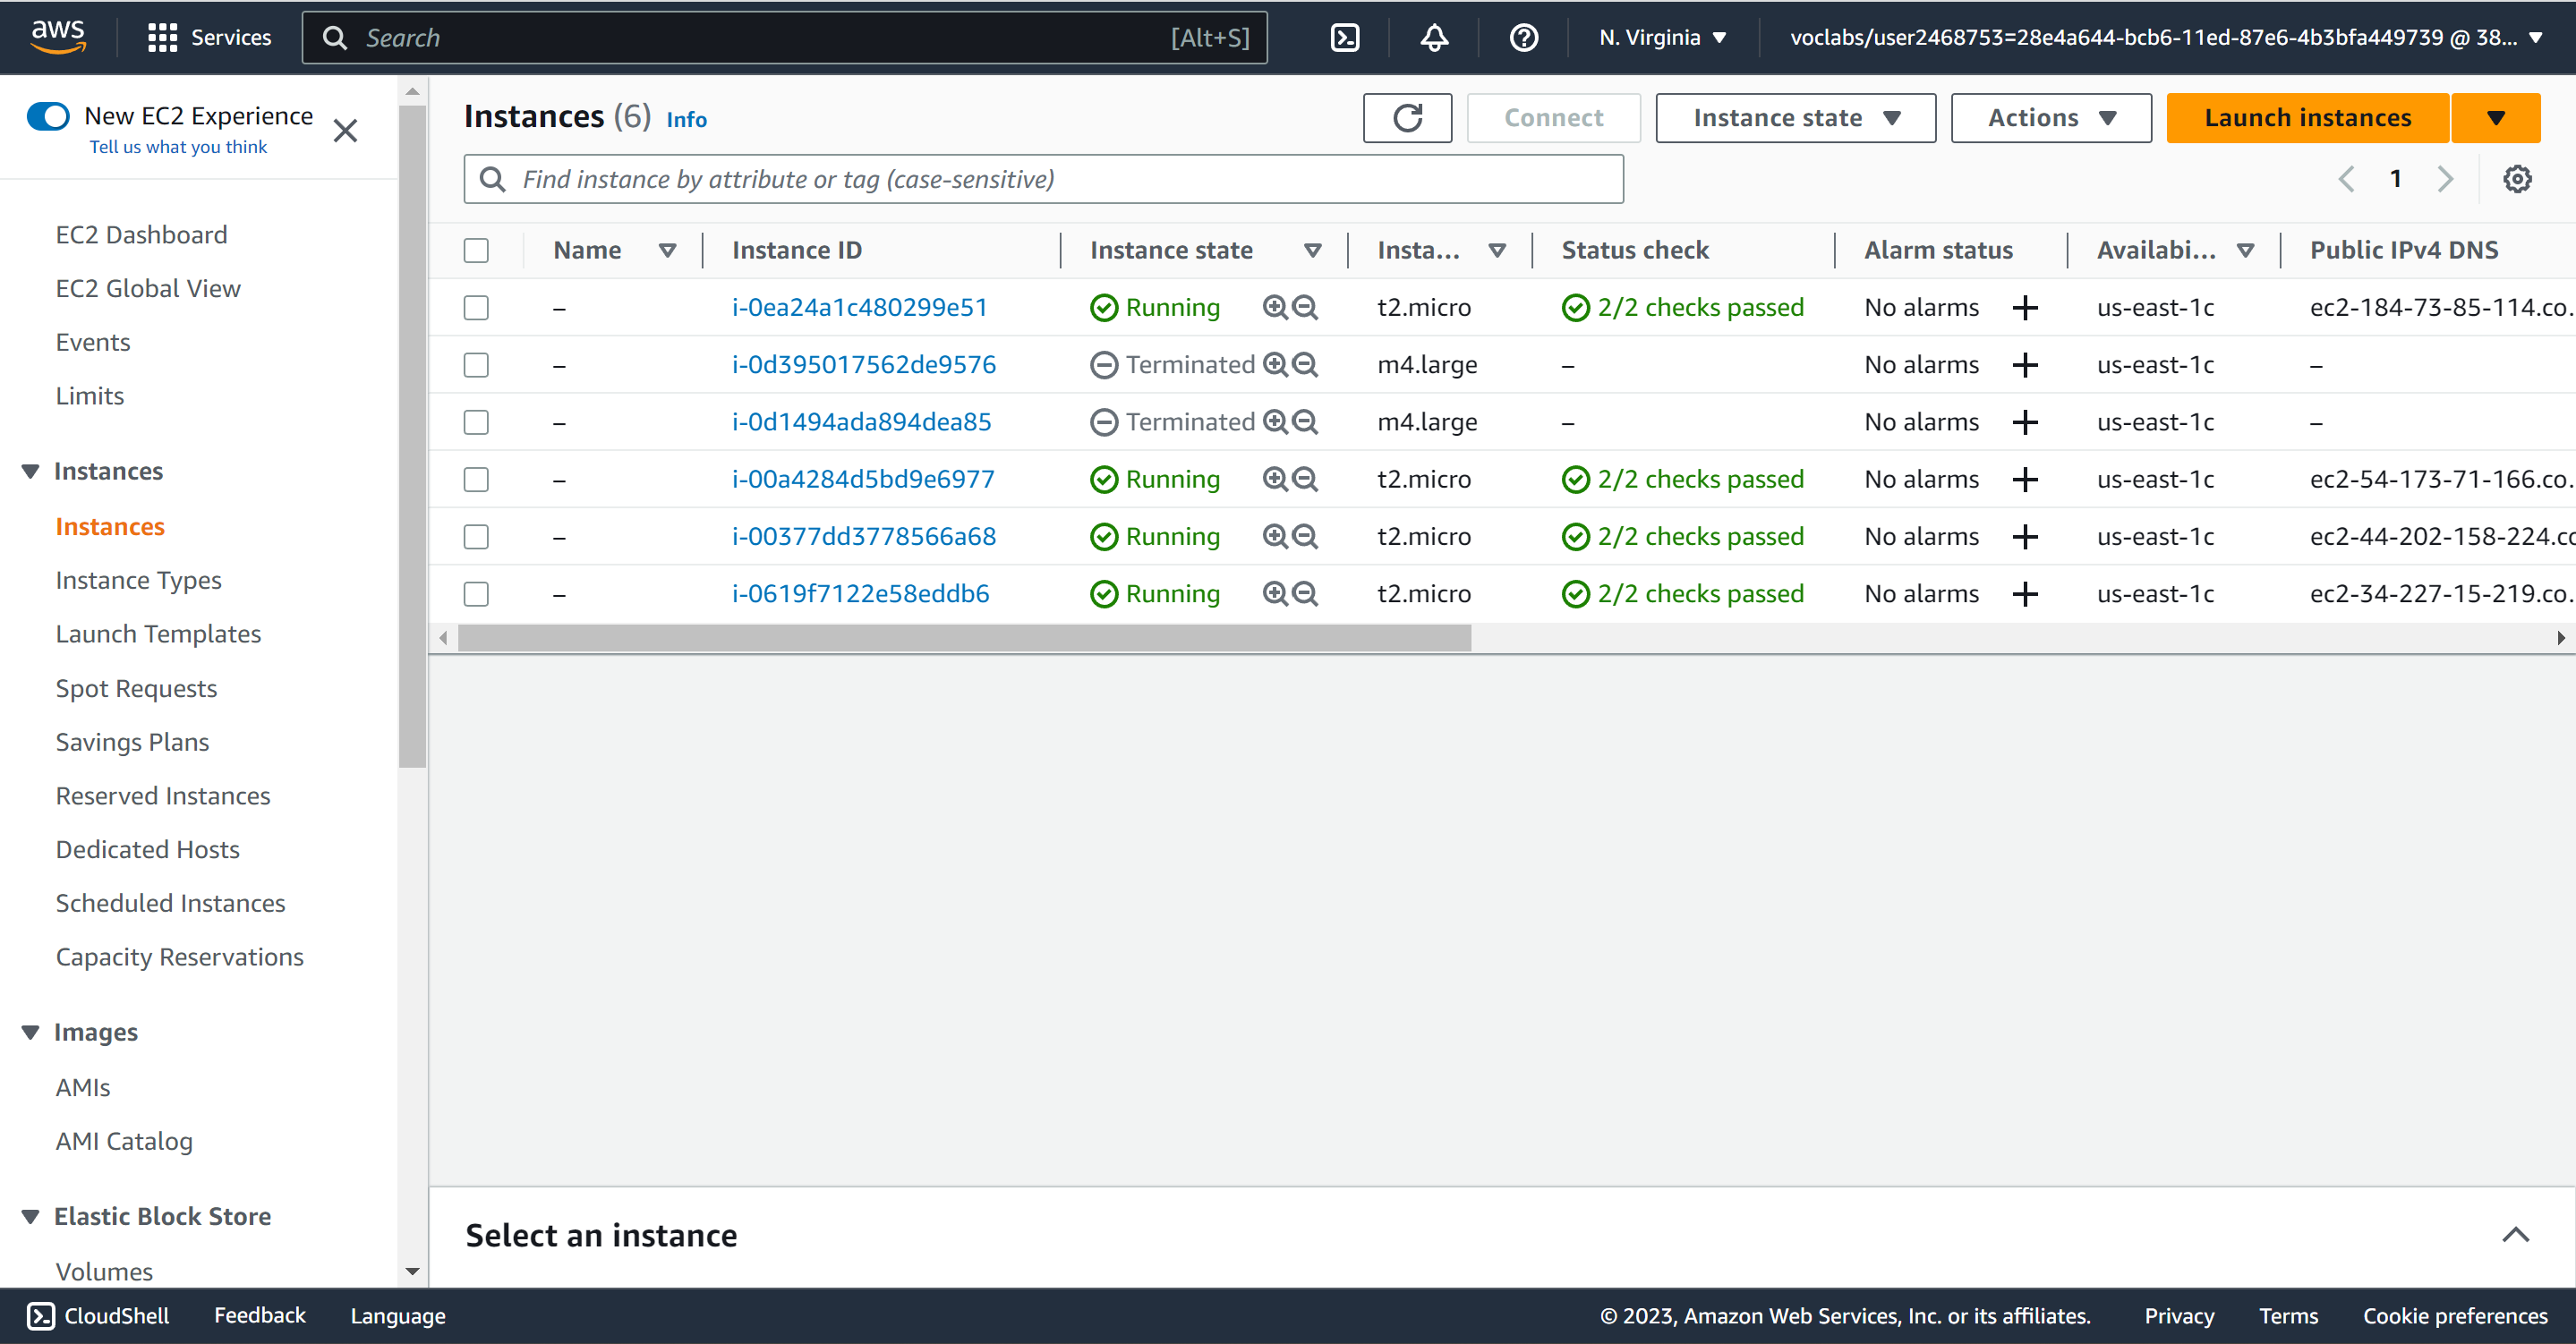 aws Services Search [Alt+S] N. Virginia voclabs/user2468753=28e4a644-bcb6-11ed-87e6-4b3bfa449739 @ 38...
New EC2 Experience
Tell us what you think
EC2 Dashboard
EC2 Global View
Events
Limits
Instances
Instances
Instance Types
Launch Templates
Spot Requests
Savings Plans
Reserved Instances
Dedicated Hosts
Scheduled Instances
Capacity Reservations
Images
AMIs
AMI Catalog
Elastic Block Store
Volumes
Instances (6) Info Connect Instance state Actions Launch instances
Find instance by attribute or tag (case-sensitive) 1
Name Instance ID Instance state Insta... Status check Alarm status Availabi... Public IPv4 DNS
– i-0ea24a1c480299e51 Running t2.micro 2/2 checks passed No alarms + us-east-1c ec2-184-73-85-114.co.
– i-0d395017562de9576 Terminated m4.large – No alarms + us-east-1c –
– i-0d1494ada894dea85 Terminated m4.large – No alarms + us-east-1c –
– i-00a4284d5bd9e6977 Running t2.micro 2/2 checks passed No alarms + us-east-1c ec2-54-173-71-166.co.
– i-00377dd3778566a68 Running t2.micro 2/2 checks passed No alarms + us-east-1c ec2-44-202-158-224.cc
– i-0619f7122e58eddb6 Running t2.micro 2/2 checks passed No alarms + us-east-1c ec2-34-227-15-219.co.
Select an instance
CloudShell Feedback Language © 2023, Amazon Web Services, Inc. or its affiliates. Privacy Terms Cookie preferences